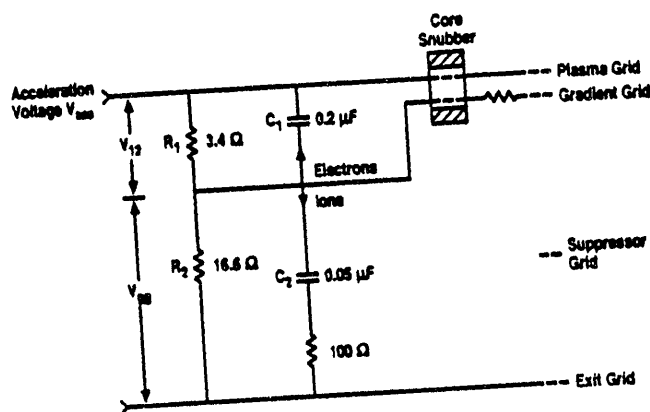 Core
Snubber
Acceleration
Plasma Grid
Gradient Grid
C1
0.2 μF
R1
3.4 Ω
V12
Electrons
Ions
Suppressor
Grid
R2
16.6 Ω
C2
0.05 μF
100 Ω
Exit Grid